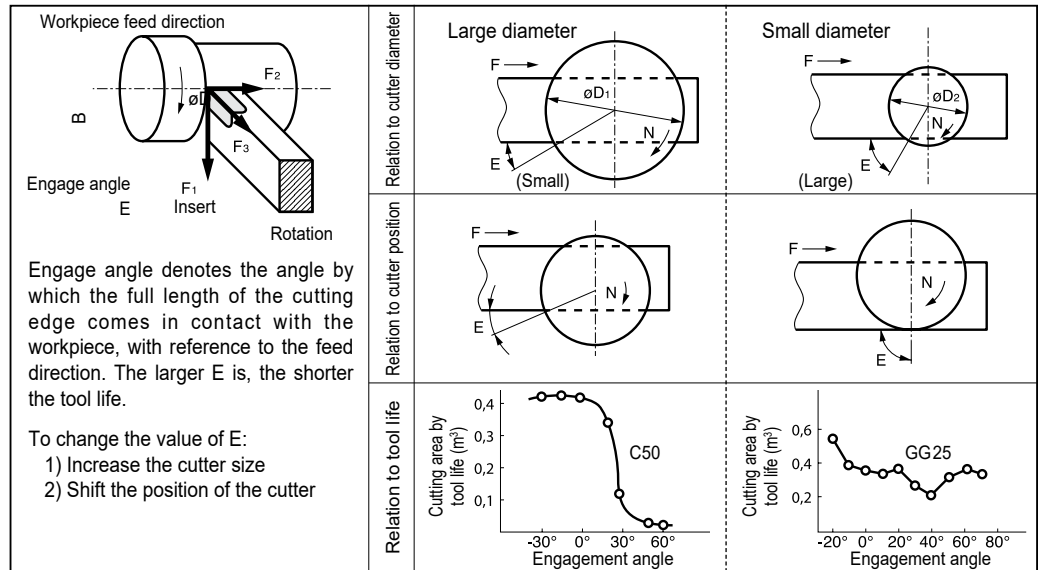 Workpiece feed direction
F2
øD
B
F3
Engage angle
E
F1
Insert
Rotation
Engage angle denotes the angle by
which the full length of the cutting
edge comes in contact with the
workpiece, with reference to the feed
direction. The larger E is, the shorter
the tool life.
To change the value of E:
1) Increase the cutter size
2) Shift the position of the cutter
Relation to cutter diameter
Large diameter
F
øD1
N
E
(Small)
Small diameter
F
øD2
N
E
(Large)
Relation to cutter position
F
N
E
F
N
E
Relation to tool life
Cutting area by
tool life (m³)
0,4
0,3
0,2
0,1
C50
-30° 0° 30° 60°
Engagement angle
Cutting area by
tool life (m³)
0,6
0,4
0,2
GG25
-20° 0° 20° 40° 60° 80°
Engagement angle